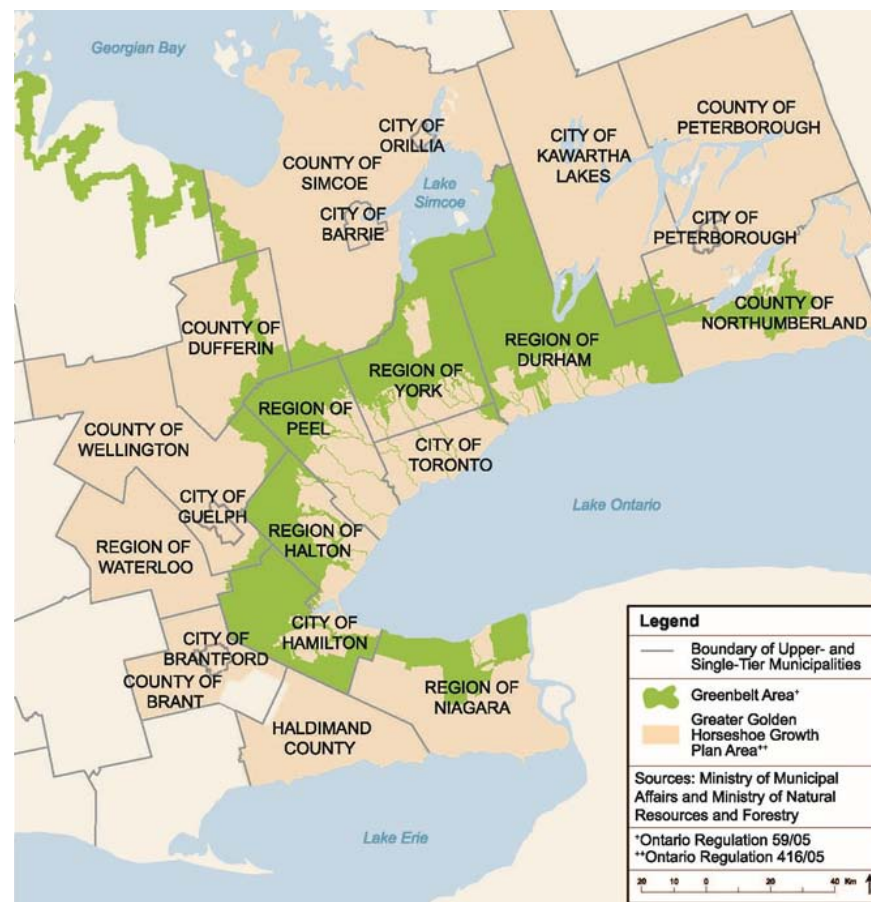 Georgian Bay
CITY OF
ORILLIA
COUNTY OF
SIMCOE
Lake
Simcoe
CITY OF
BARRIE
CITY OF
KAWARTHA
LAKES
COUNTY OF
PETERBOROUGH
CITY OF
PETERBOROUGH
COUNTY OF
NORTHUMBERLAND
COUNTY OF
DUFFERIN
REGION OF
YORK
REGION OF
DURHAM
REGION OF
PEEL
CITY OF
TORONTO
COUNTY OF
WELLINGTON
CITY OF
GUELPH
REGION OF
HALTON
REGION OF
WATERLOO
Lake Ontario
CITY OF
HAMILTON
CITY OF
BRANTFORD
COUNTY OF
BRANT
REGION OF
NIAGARA
HALDIMAND
COUNTY
Lake Erie
Legend
Boundary of Upper- and
Single-Tier Municipalities
Greenbelt Area+
Greater Golden
Horseshoe Growth
Plan Area++
Sources: Ministry of Municipal
Affairs and Ministry of Natural
Resources and Forestry
+Ontario Regulation 59/05
++Ontario Regulation 416/05
20 10 0 20 40 Km